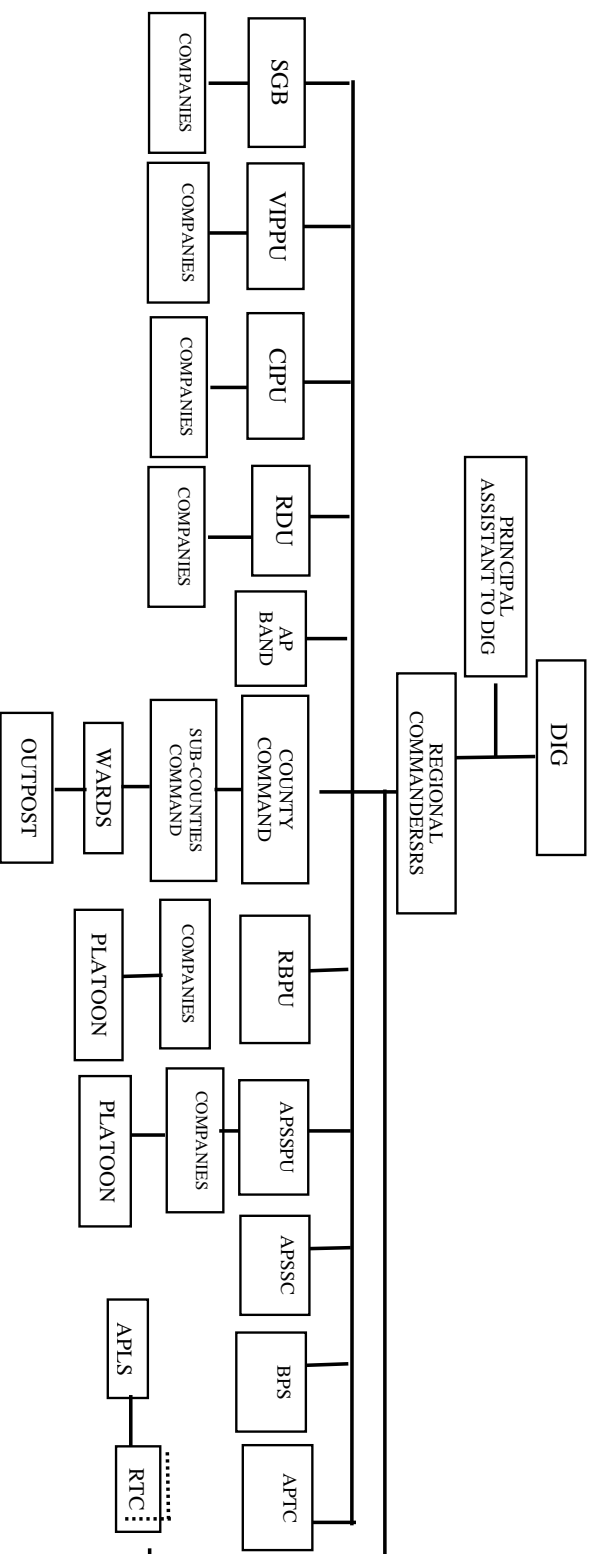 DIG
PRINCIPAL
ASSISTANT TO DIG
REGIONAL
COMMANDERSRS
SGB
VIPPU
CIPU
RDU
AP
BAND
COUNTY
COMMAND
RBPU
APSSPU
APSSC
BPS
APTC
COMPANIES
COMPANIES
COMPANIES
COMPANIES
SUB-COUNTIES
COMMAND
COMPANIES
COMPANIES
RTC
WARDS
PLATOON
PLATOON
APLS
OUTPOST